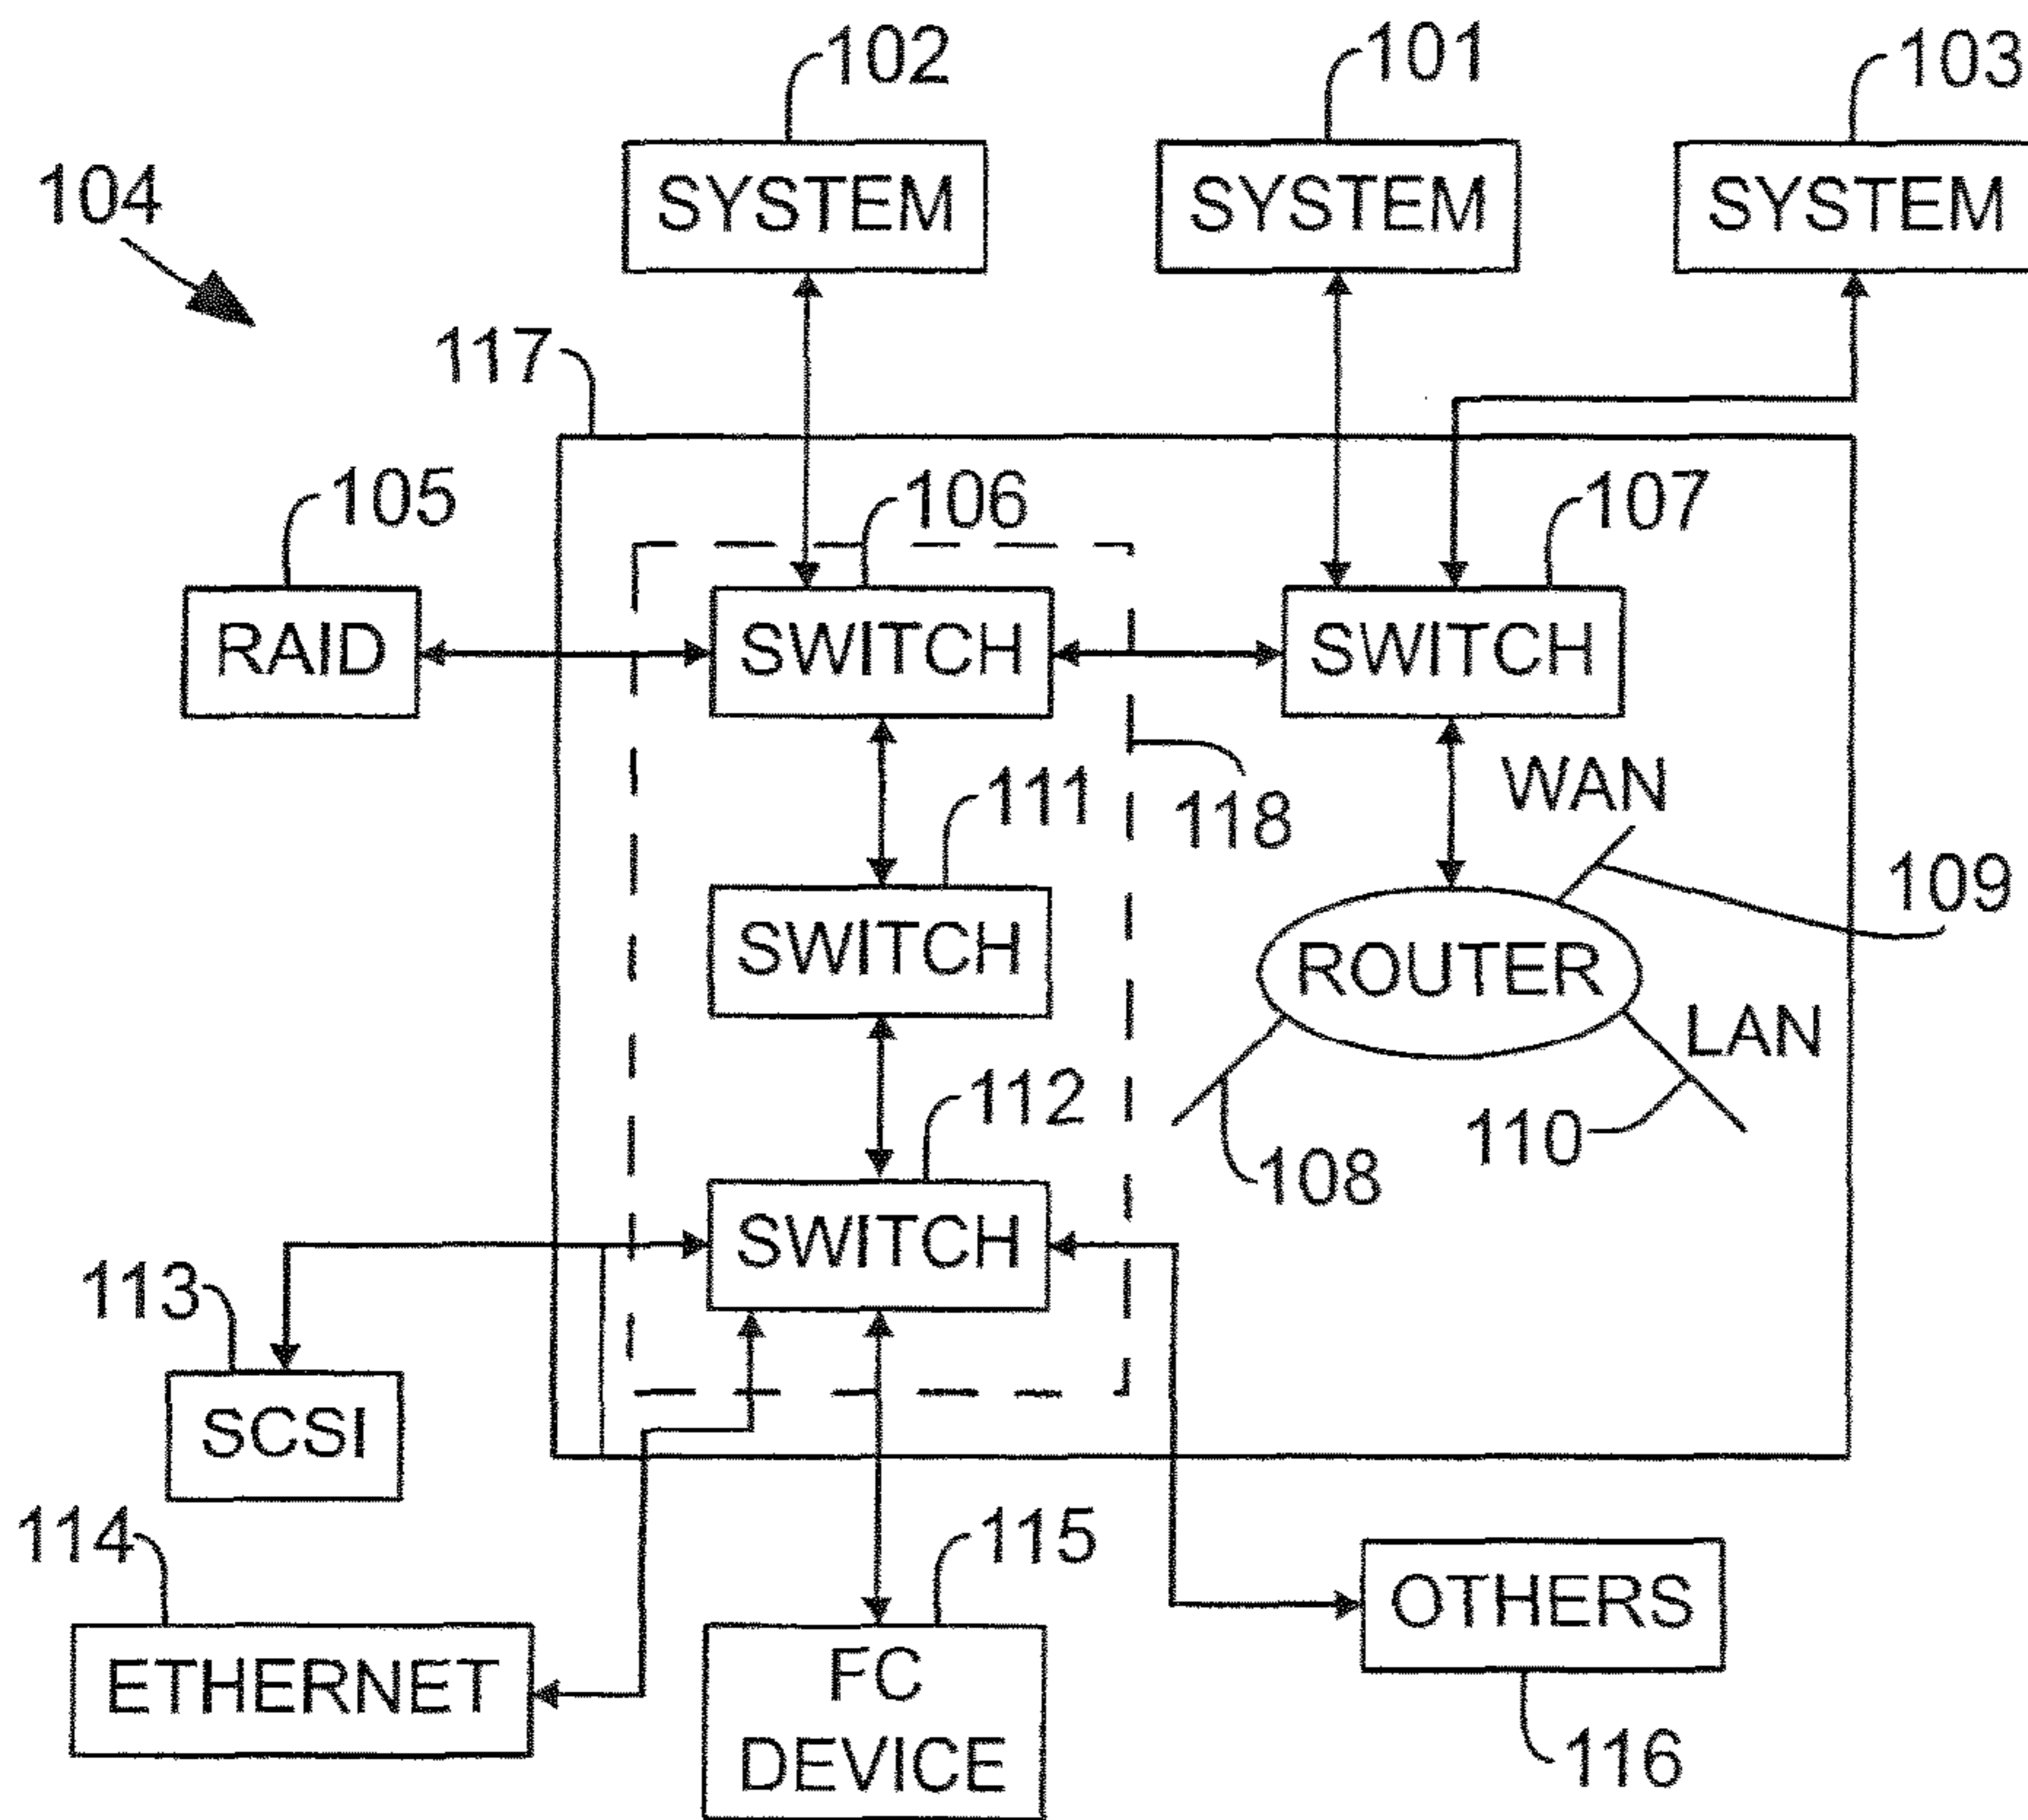 102
101
103
104
SYSTEM
SYSTEM
SYSTEM
117
105
106
107
RAID
SWITCH
SWITCH
111
118
WAN
109
SWITCH
ROUTER
LAN
112
110
108
SWITCH
113
SCSI
114
115
OTHERS
ETHERNET
FC
DEVICE
116